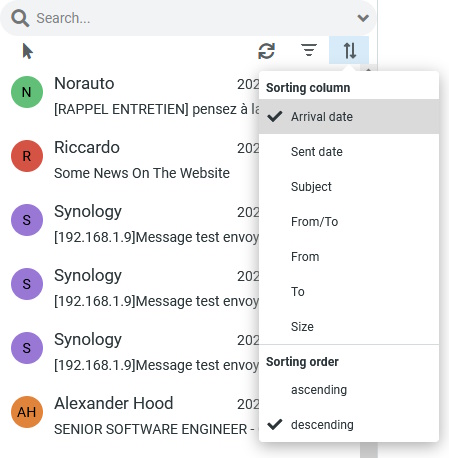 Search...
N
Norauto
202
[RAPPEL ENTRETIEN] pensez à la
R
Riccardo
202
Some News On The Website
S
Synology
202
[192.168.1.9]Message test envoy
S
Synology
202
[192.168.1.9]Message test envoy
S
Synology
202
[192.168.1.9]Message test envoy
AH
Alexander Hood
202
SENIOR SOFTWARE ENGINEER -
Sorting column
Arrival date
Sent date
Subject
From/To
From
To
Size
Sorting order
ascending
descending